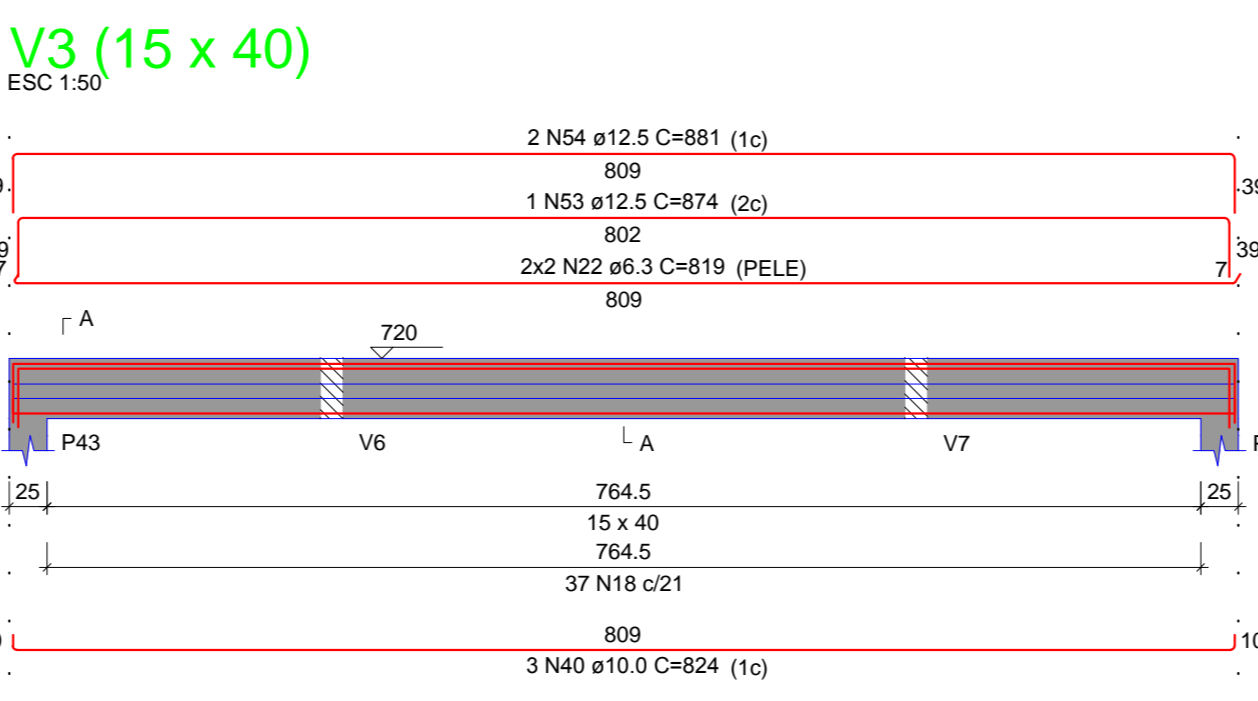 V3 (15 x 40)
ESC 1:50
2 N54 ø12.5 C=881 (1c)
809
39
1 N53 ø12.5 C=874 (2c)
802
9
39
7
2x2 N22 ø6.3 C=819 (PELE)
7
809
A
720
P43
V6
A
V7
25
764.5
25
15 x 40
764.5
37 N18 c/21
809
10
3 N40 ø10.0 C=824 (1c)